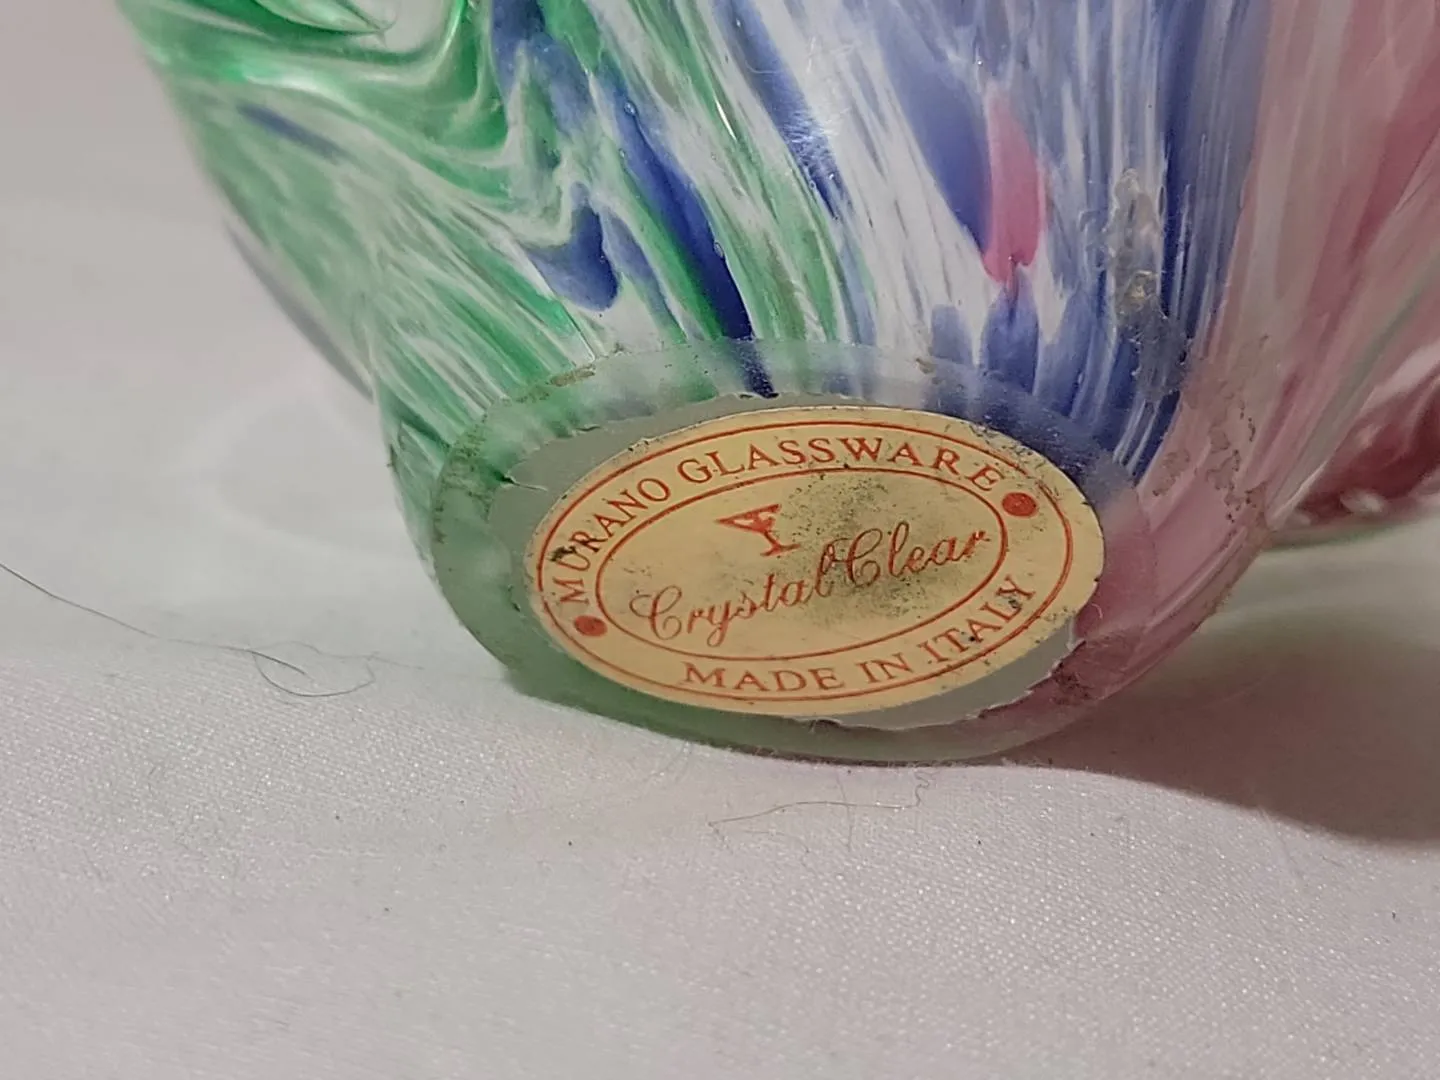 MURANO GLASSWARE
Crystal Clear
MADE IN ITALY